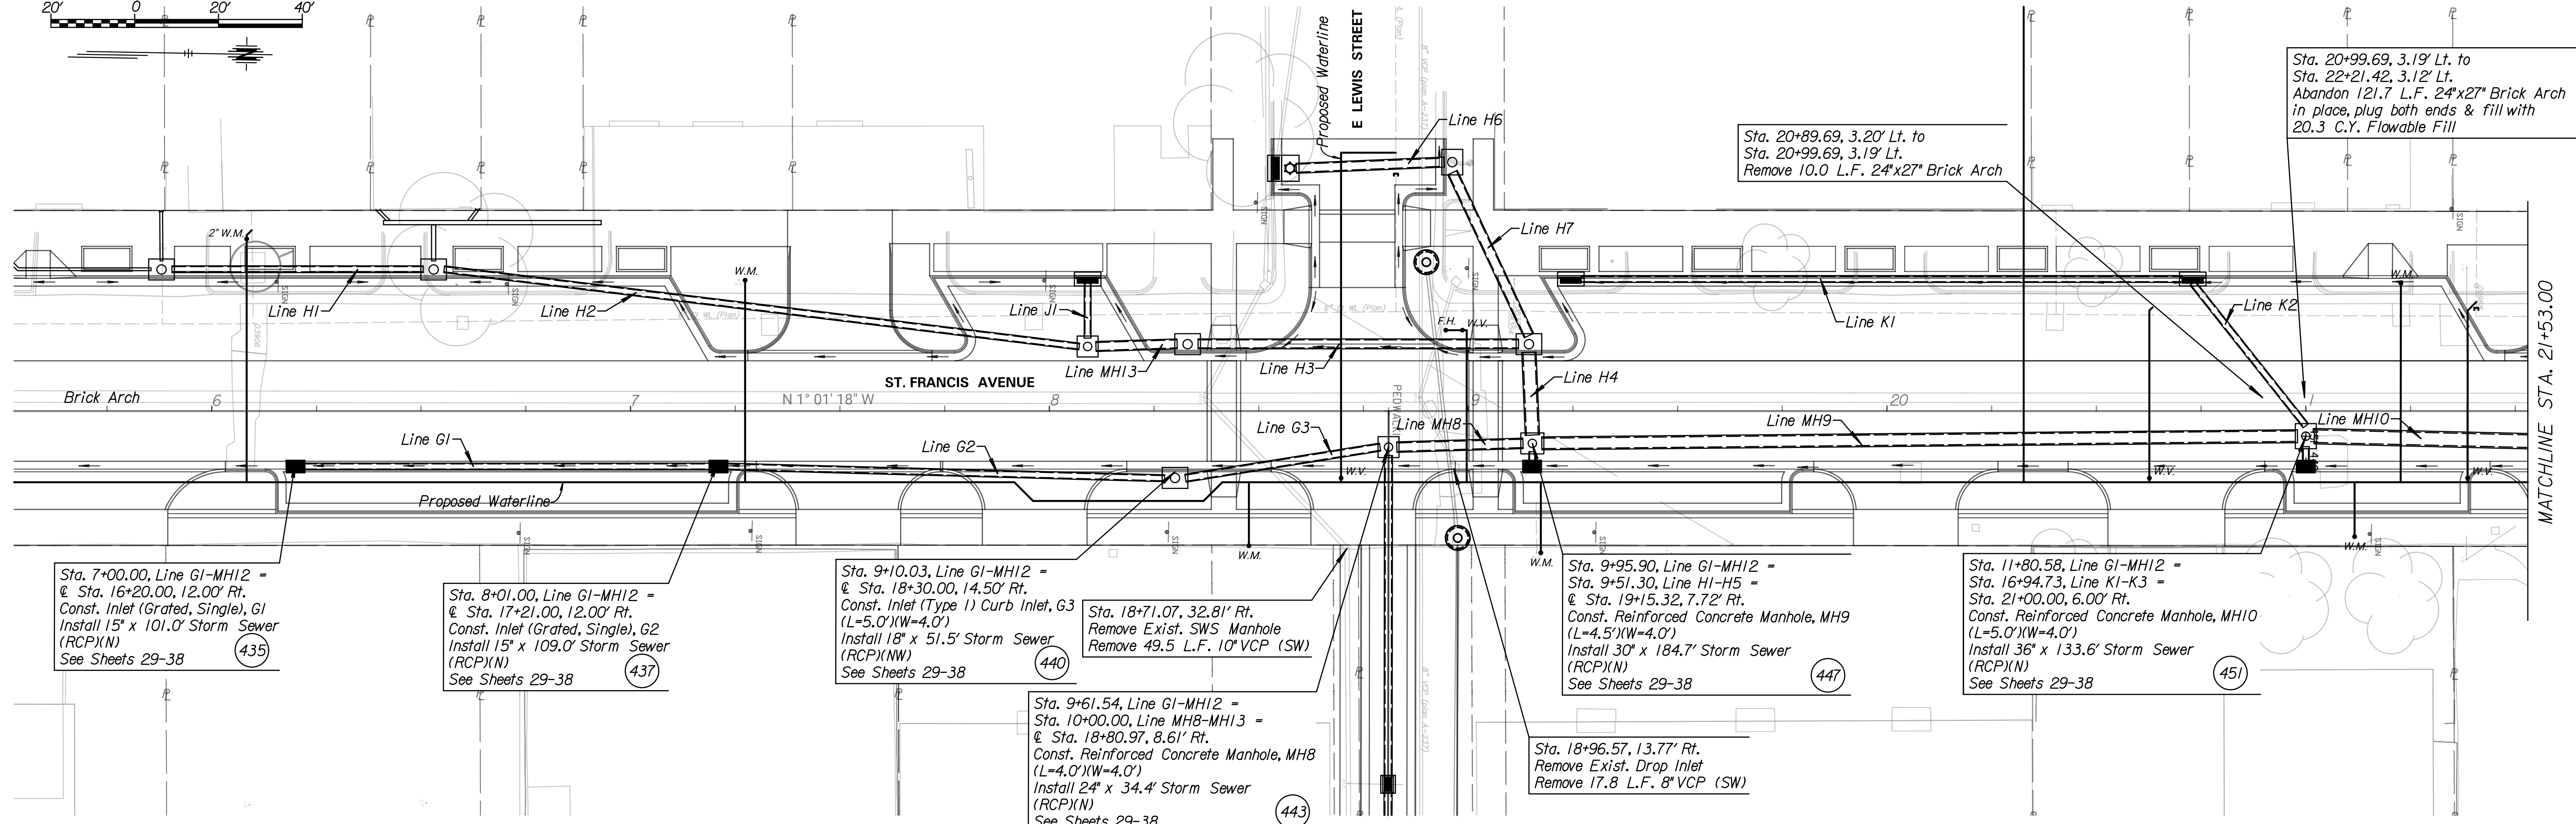 20' 0 20' 40'
N
E LEWIS STREET
Proposed Waterline
8" VCP (plan A-237)
Line H6
Line H7
Sta. 20+99.69, 3.19' Lt. to
Sta. 22+21.42, 3.12' Lt.
Abandon 121.7 L.F. 24"x27" Brick Arch
in place, plug both ends & fill with
20.3 C.Y. Flowable Fill
Sta. 20+89.69, 3.20' Lt. to
Sta. 20+99.69, 3.19' Lt.
Remove 10.0 L.F. 24"x27" Brick Arch
2" W.M.
W.M.
SIGN
Line H1
Line H2
Line J1
Line MH13
Line H3
F.H. W.V.
Line H4
Line K1
Line K2
W.M.
MATCHLINE STA. 21+53.00
Brick Arch
ST. FRANCIS AVENUE
N 1° 01' 18" W
6 7 8 9 20 1
PEDWALK
Line G1
Line G2
Line G3
Line MH8
Line MH9
Line MH10
W.V.
W.V.
W.V.
Proposed Waterline
W.M.
W.M.
W.M.
Sta. 7+00.00, Line G1-MH12 =
℄ Sta. 16+20.00, 12.00' Rt.
Const. Inlet (Grated, Single), G1
Install 15" x 101.0' Storm Sewer
(RCP)(N)
See Sheets 29-38
435
Sta. 8+01.00, Line G1-MH12 =
℄ Sta. 17+21.00, 12.00' Rt.
Const. Inlet (Grated, Single), G2
Install 15" x 109.0' Storm Sewer
(RCP)(N)
See Sheets 29-38
437
Sta. 9+10.03, Line G1-MH12 =
℄ Sta. 18+30.00, 14.50' Rt.
Const. Inlet (Type 1) Curb Inlet, G3
(L=5.0')(W=4.0')
Install 18" x 51.5' Storm Sewer
(RCP)(NW)
See Sheets 29-38
440
Sta. 18+71.07, 32.81' Rt.
Remove Exist. SWS Manhole
Remove 49.5 L.F. 10" VCP (SW)
Sta. 9+61.54, Line G1-MH12 =
Sta. 10+00.00, Line MH8-MH13 =
℄ Sta. 18+80.97, 8.61' Rt.
Const. Reinforced Concrete Manhole, MH8
(L=4.0')(W=4.0')
Install 24" x 34.4' Storm Sewer
(RCP)(N)
See Sheets 29-38
443
8" VCP (plan A-237)
Sta. 9+95.90, Line G1-MH12 =
Sta. 9+51.30, Line H1-H5 =
℄ Sta. 19+15.32, 7.72' Rt.
Const. Reinforced Concrete Manhole, MH9
(L=4.5')(W=4.0')
Install 30" x 184.7' Storm Sewer
(RCP)(N)
See Sheets 29-38
447
Sta. 18+96.57, 13.77' Rt.
Remove Exist. Drop Inlet
Remove 17.8 L.F. 8" VCP (SW)
Sta. 11+80.58, Line G1-MH12 =
Sta. 16+94.73, Line K1-K3 =
Sta. 21+00.00, 6.00' Rt.
Const. Reinforced Concrete Manhole, MH10
(L=5.0')(W=4.0')
Install 36" x 133.6' Storm Sewer
(RCP)(N)
See Sheets 29-38
451